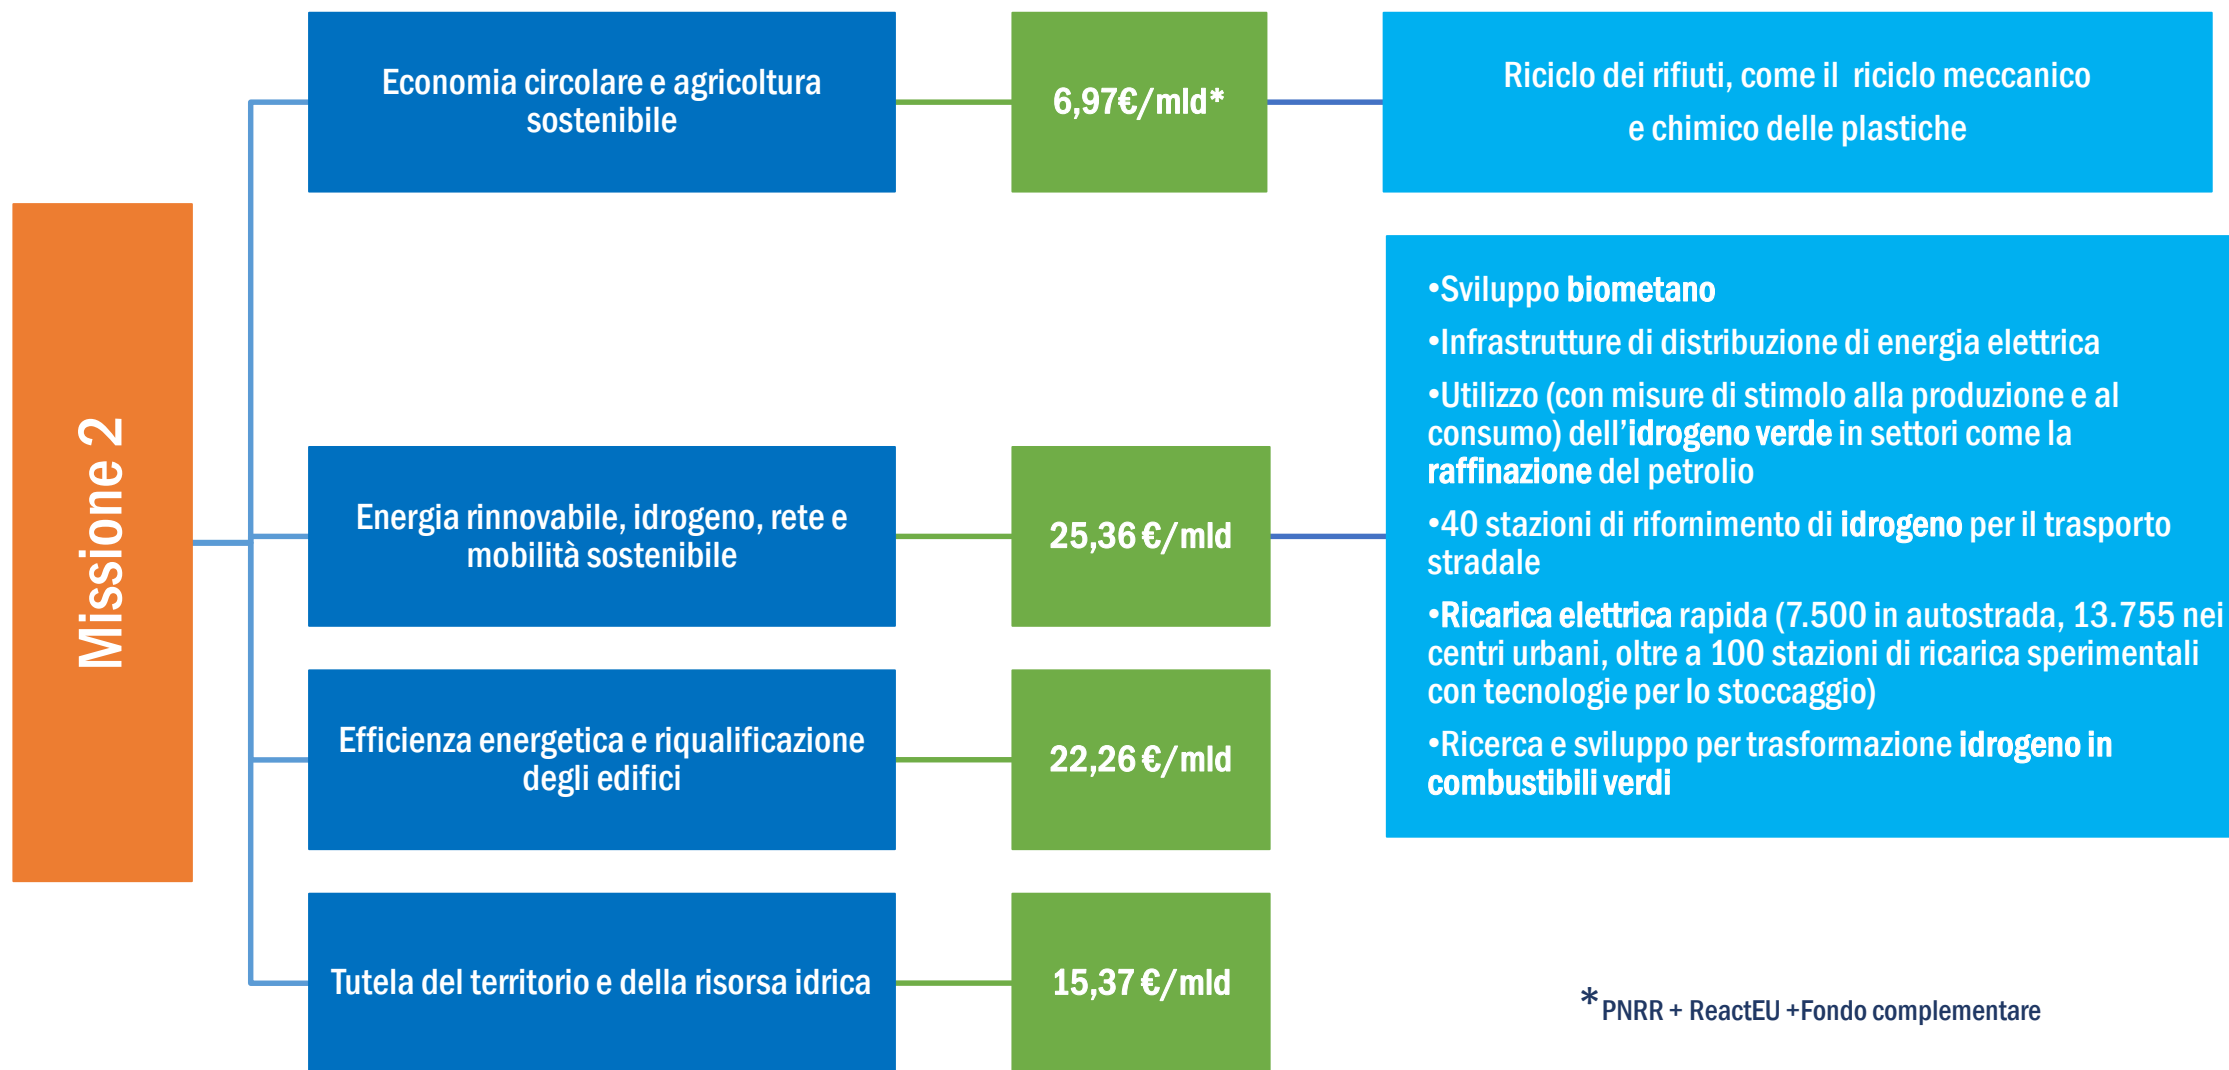 Missione 2
Economia circolare e agricoltura
sostenibile
6,97€/mld*
Riciclo dei rifiuti, come il riciclo meccanico
e chimico delle plastiche
Energia rinnovabile, idrogeno, rete e
mobilità sostenibile
25,36 €/mld
•Sviluppo biometano
•Infrastrutture di distribuzione di energia elettrica
•Utilizzo (con misure di stimolo alla produzione e al
consumo) dell'idrogeno verde in settori come la
raffinazione del petrolio
•40 stazioni di rifornimento di idrogeno per il trasporto
stradale
•Ricarica elettrica rapida (7.500 in autostrada, 13.755 nei
centri urbani, oltre a 100 stazioni di ricarica sperimentali
con tecnologie per lo stoccaggio)
•Ricerca e sviluppo per trasformazione idrogeno in
combustibili verdi
Efficienza energetica e riqualificazione
degli edifici
22,26 €/mld
Tutela del territorio e della risorsa idrica
15,37 €/mld
* PNRR + ReactEU +Fondo complementare